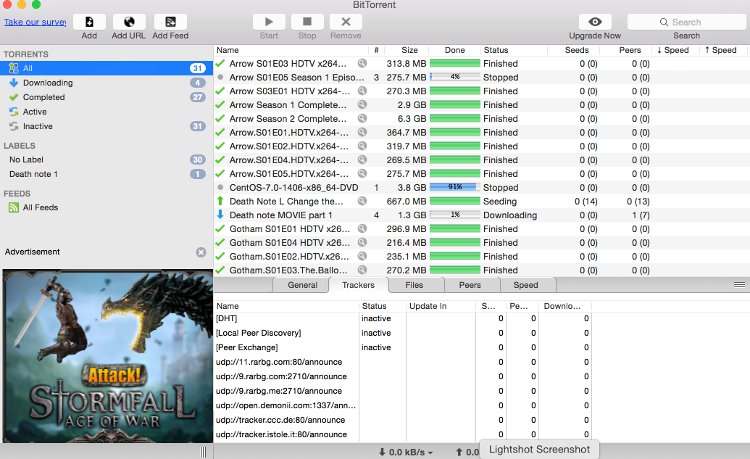 BitTorrent
Take our survey
Add
Add URL
Add Feed
Start
Stop
Remove
Upgrade Now
Search
Search
TORRENTS
All 31
Downloading 4
Completed 27
Active
Inactive 31
LABELS
No Label 30
Death note 1 1
FEEDS
All Feeds
Advertisement
Attack!
STORMFALL
AGE OF WAR
Name # Size Done Status Seeds Peers ↓ Speed ↑ Speed
Arrow S01E03 HDTV x264-... 313.8 MB Finished 0 (0) 0 (0)
Arrow S01E05 Season 1 Episo... 3 275.7 MB 4% Stopped 0 (0) 0 (0)
Arrow S03E01 HDTV x264-... 270.3 MB Finished 0 (0) 0 (0)
Arrow Season 1 Complete... 2.9 GB Finished 0 (0) 0 (0)
Arrow Season 2 Complete... 6.3 GB Finished 0 (0) 0 (0)
Arrow.S01E01.HDTV.x264-... 364.7 MB Finished 0 (0) 0 (0)
Arrow.S01E02.HDTV.x264-... 319.7 MB Finished 0 (0) 0 (0)
Arrow.S01E04.HDTV.x264-... 269.5 MB Finished 0 (0) 0 (0)
Arrow.S01E05.HDTV.x264-... 275.7 MB Finished 0 (0) 0 (0)
CentOS-7.0-1406-x86_64-DVD 1 3.8 GB 91% Stopped 0 (0) 0 (0)
Death Note L Change the... 667.0 MB Seeding 0 (14) 0 (13)
Death note MOVIE part 1 4 1.3 GB 1% Downloading 0 (0) 1 (7)
Gotham S01E01 HDTV x26... 296.9 MB Finished 0 (0) 0 (0)
Gotham S01E04 HDTV x26... 216.4 MB Finished 0 (0) 0 (0)
Gotham.S01E02.HDTV.x26... 235.1 MB Finished 0 (0) 0 (0)
Gotham.S01E03.The.Ballo... 270.2 MB Finished 0 (0) 0 (0)
General Trackers Files Peers Speed
Name Status Update In S... Pe... Downlo...
[DHT] inactive 0 0 0
[Local Peer Discovery] inactive 0 0 0
[Peer Exchange] inactive 0 0 0
udp://11.rarbg.com:80/announce 0 0 0
udp://9.rarbg.com:2710/announce 0 0 0
udp://9.rarbg.me:2710/announce 0 0 0
udp://open.demonii.com:1337/ann... 0 0 0
udp://tracker.ccc.de:80/announce 0 0 0
udp://tracker.istole.it:80/announce 0 0 0
0.0 kB/s
0.0
Lightshot Screenshot